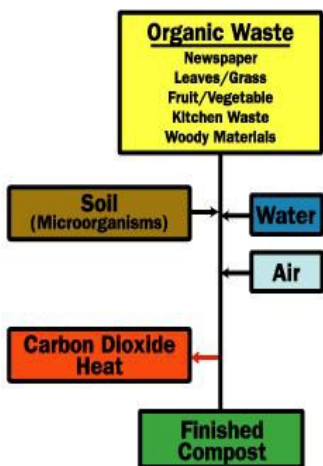 Organic Waste
Newspaper
Leaves/Grass
Fruit/Vegetable
Kitchen Waste
Woody Materials
Soil
(Microorganisms)
Water
Air
Carbon Dioxide
Heat
Finished
Compost